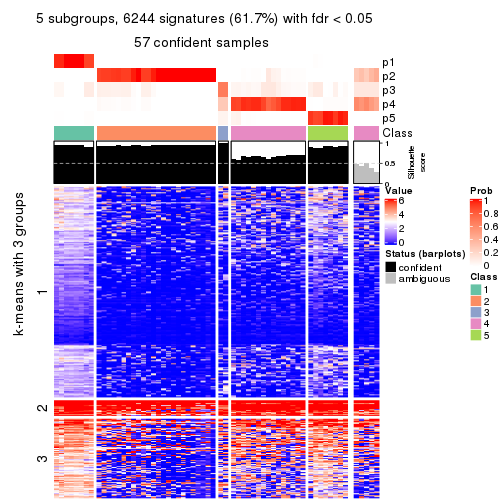 5 subgroups, 6244 signatures (61.7%) with fdr < 0.05
57 confident samples
p1
p2
p3
p4
p5
Class
1
0.5
0
Silhouette
score
k-means with 3 groups
1
2
3
Value
6
4
2
0
Status (barplots)
confident
ambiguous
Prob
1
0.8
0.6
0.4
0.2
0
Class
1
2
3
4
5